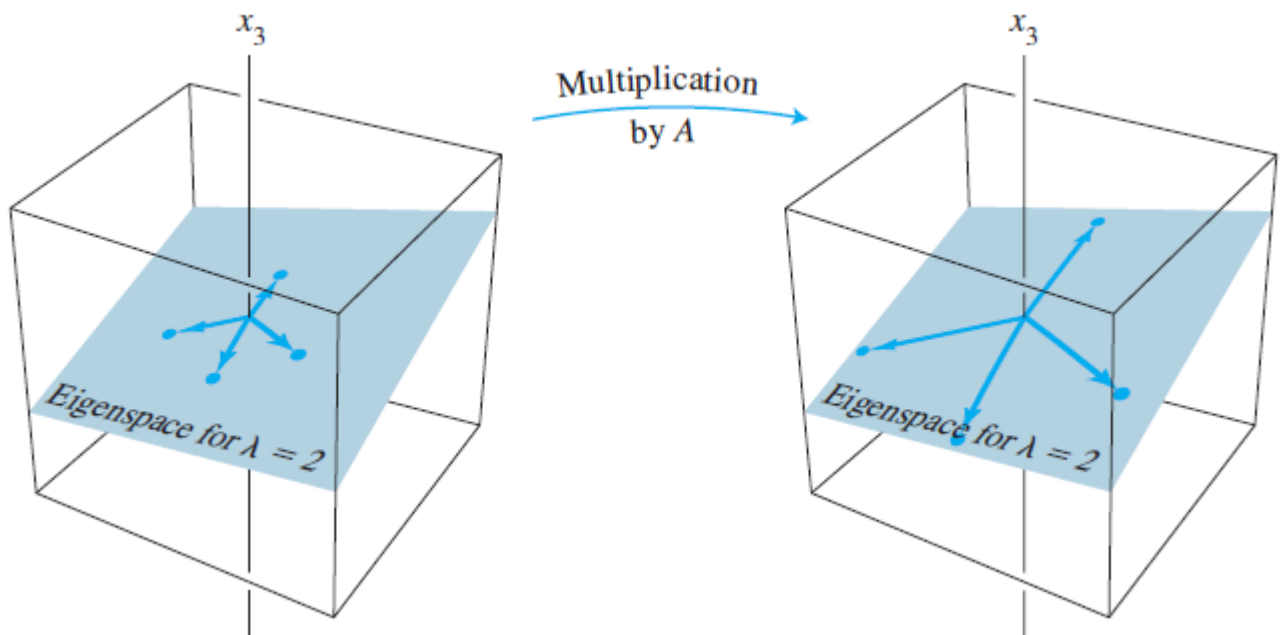 x₃
Multiplication
by A
x₃
Eigenspace for λ = 2
Eigenspace for λ = 2